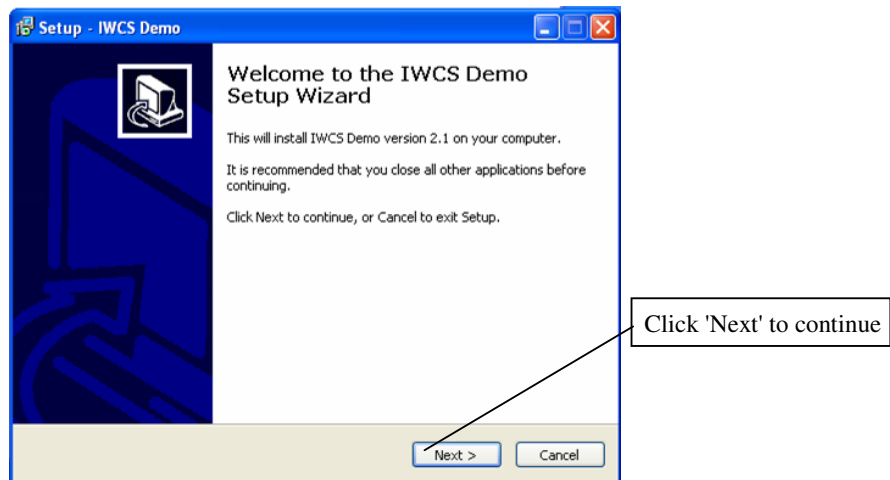 Setup - IWCS Demo
Welcome to the IWCS Demo
Setup Wizard
This will install IWCS Demo version 2.1 on your computer.
It is recommended that you close all other applications before
continuing.
Click Next to continue, or Cancel to exit Setup.
Click 'Next' to continue
Next >
Cancel